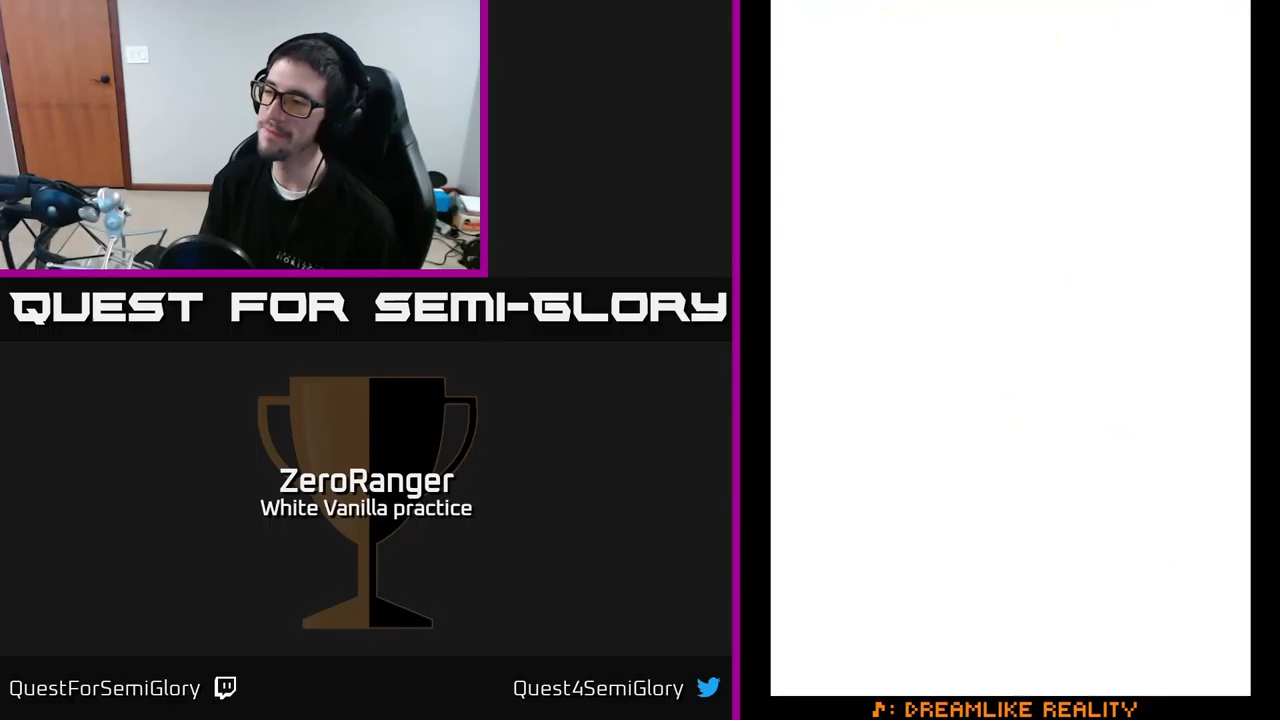 QUEST FOR SEMI-GLORY
ZeroRanger
White Vanilla practice
QuestForSemiGlory
Quest4SemiGlory
♪: DREAMLIKE REALITY